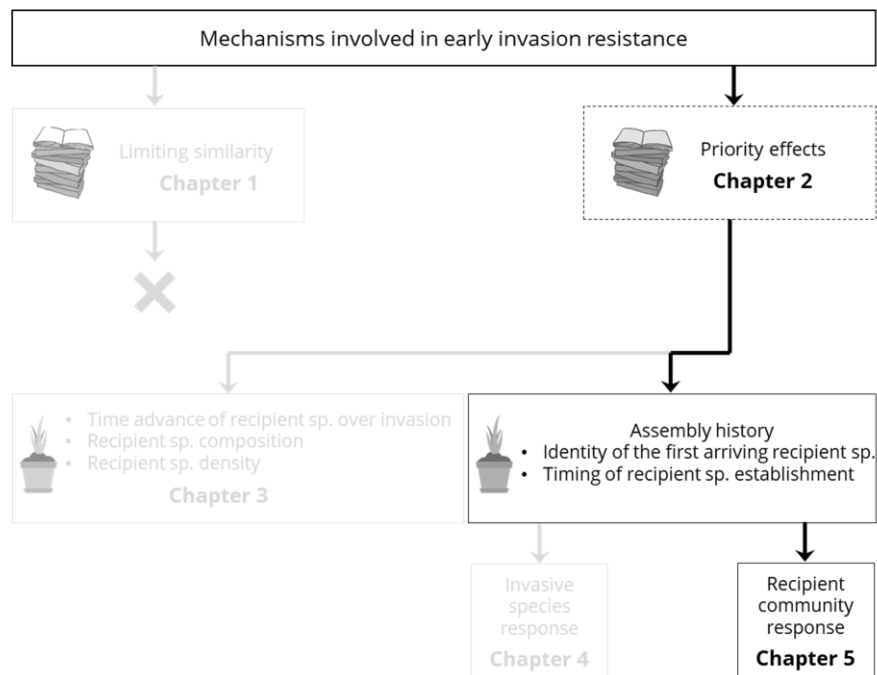 Mechanisms involved in early invasion resistance
Limiting similarity
Chapter 1
Priority effects
Chapter 2
• Time advance of recipient sp. over invasion
• Recipient sp. composition
• Recipient sp. density
Chapter 3
Assembly history
• Identity of the first arriving recipient sp.
• Timing of recipient sp. establishment
Invasive
species
response
Chapter 4
Recipient
community
response
Chapter 5